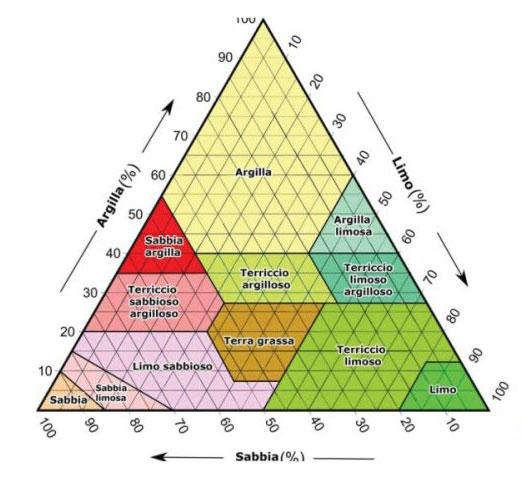 100
90
10
80
20
70
30
60
Argilla
40
Argilla(%)
Limo(%)
50
Argilla
limosa
50
Sabbia
argilla
60
40
Terriccio
argilloso
Terriccio
limoso
argilloso
70
30
Terriccio
sabbioso
argilloso
80
20
Terra grassa
Terriccio
limoso
90
10
Limo sabbioso
Sabbia
Sabbia
limosa
Limo
100
100
90
80
70
60
50
40
30
20
10
Sabbia(%)